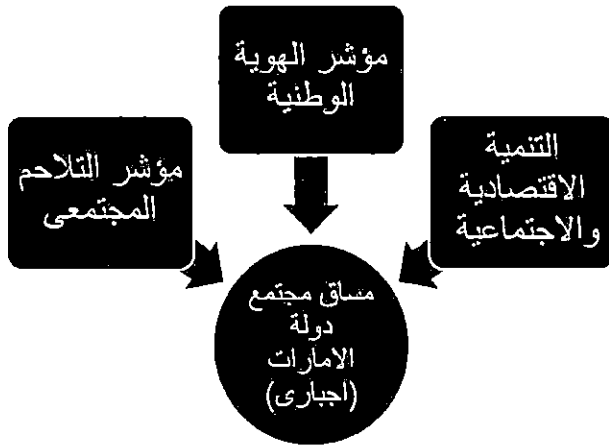 مؤشر الهوية
الوطنية
التنمية
الاقتصادية
والاجتماعية
مؤشر التلاحم
المجتمعى
مساق مجتمع
دولة
الامارات
(اجبارى)